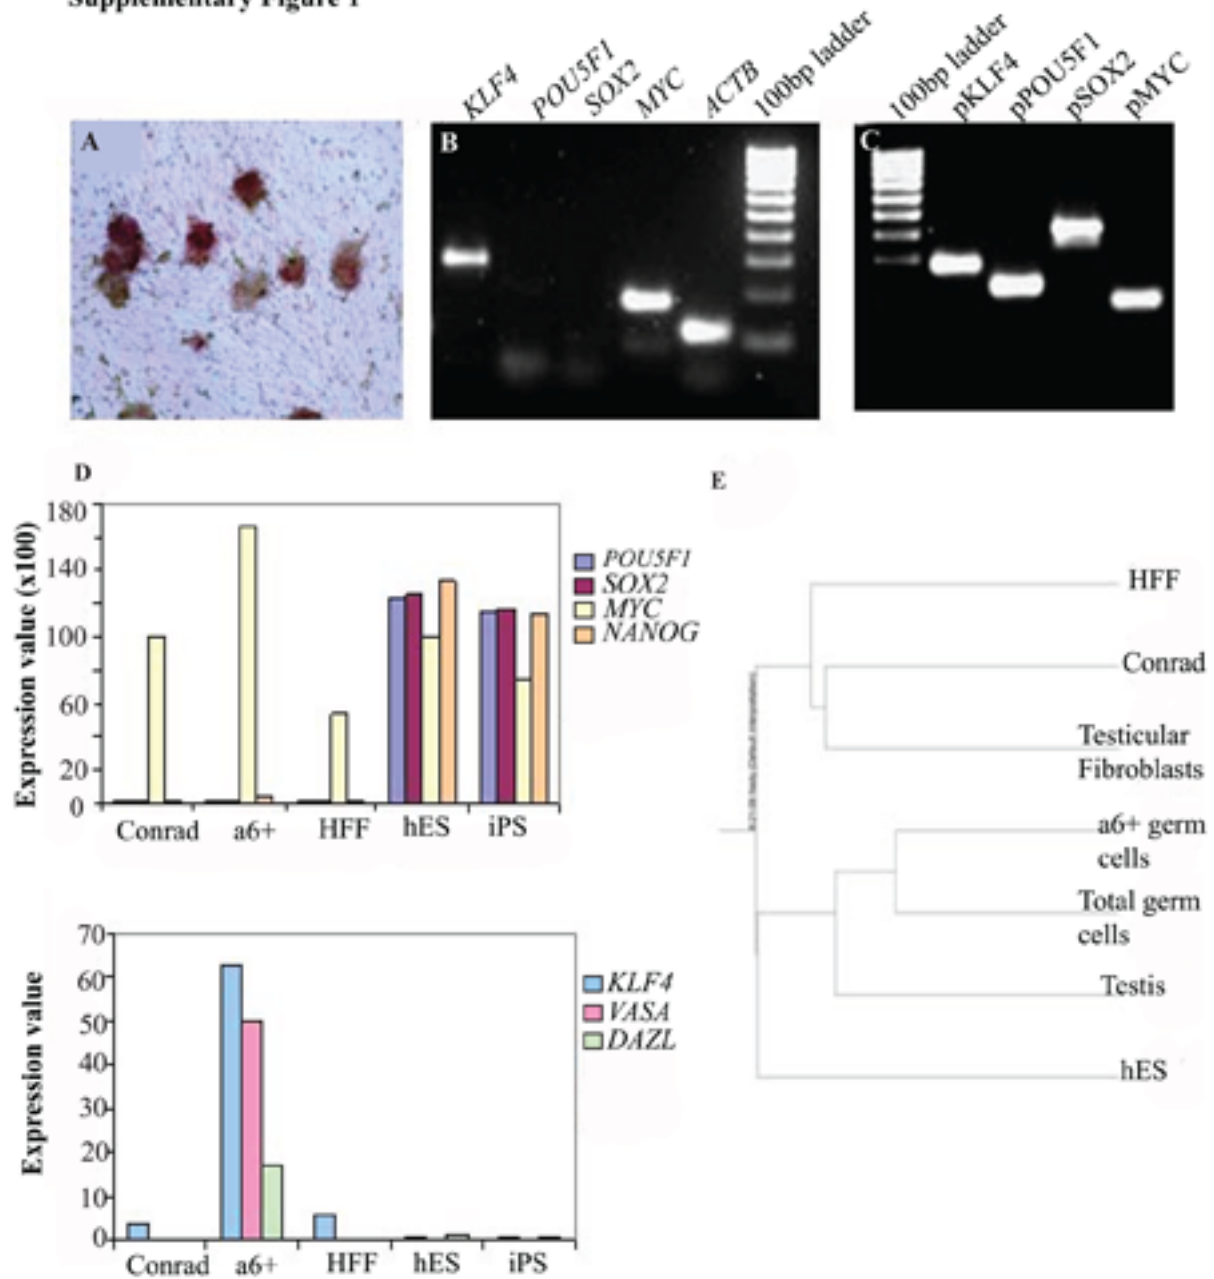 Supplementary Figure 1
KLF4
POU5F1
SOX2
MYC
ACTB
100bp ladder
100bp ladder
pKLF4
pPOU5F1
pSOX2
pMYC
A
B
C
D
Expression value (x100)
180
140
100
60
20
0
Conrad a6+ HFF hES iPS
POU5F1
SOX2
MYC
NANOG
Expression value
70
60
50
40
30
20
10
0
Conrad a6+ HFF hES iPS
KLF4
VASA
DAZL
E
HFF
Conrad
Testicular
Fibroblasts
a6+ germ
cells
Total germ
cells
Testis
hES